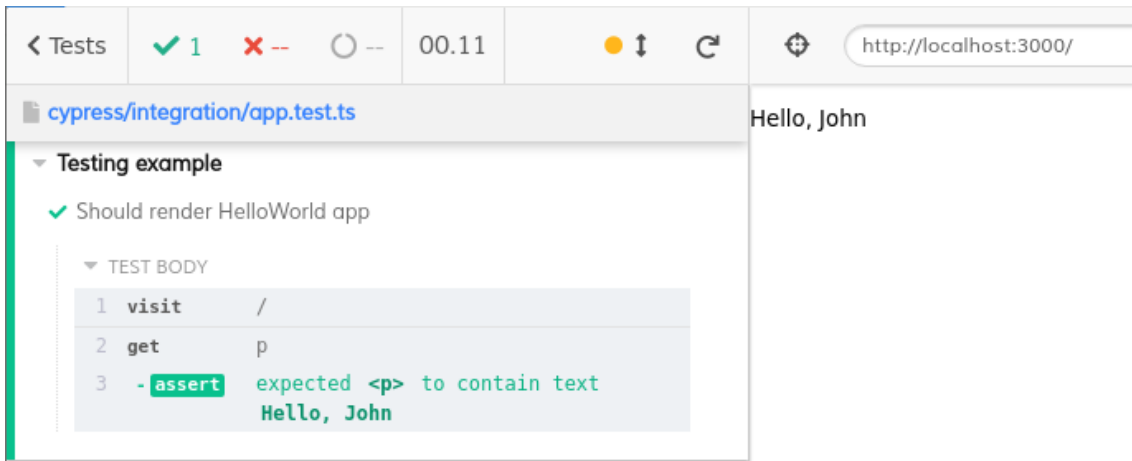 Tests 1 -- -- 00.11 http://localhost:3000/
cypress/integration/app.test.ts
Hello, John
Testing example
Should render HelloWorld app
TEST BODY
1 visit /
2 get p
3 - assert expected <p> to contain text
Hello, John